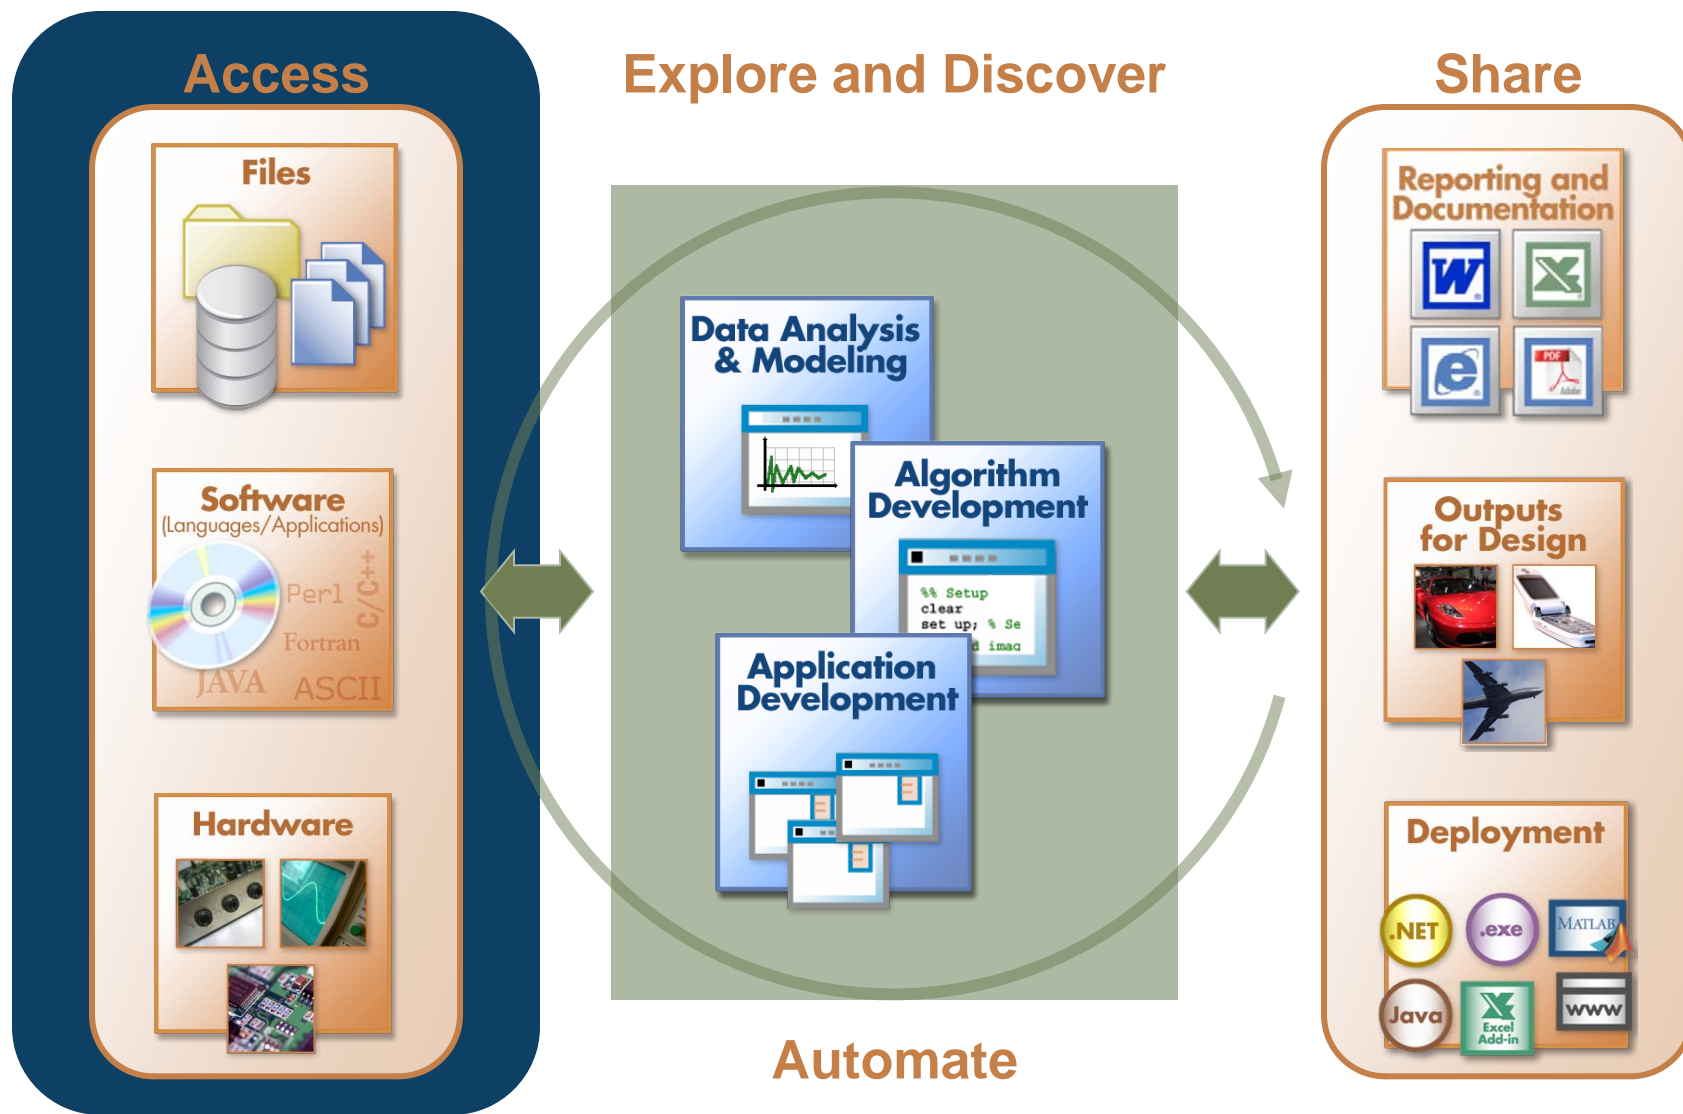 Access
Explore and Discover
Share
Files
Software
(Languages/Applications)
Perl
C/C++
Fortran
JAVA
ASCII
Hardware
Data Analysis
& Modeling
Algorithm
Development
%% Setup
clear
set up; % Se
d imag
Application
Development
Automate
Reporting and
Documentation
W
X
e
PDF
Adobe
Outputs
for Design
Deployment
.NET
.exe
MATLAB
Java
X
Excel
Add-in
www